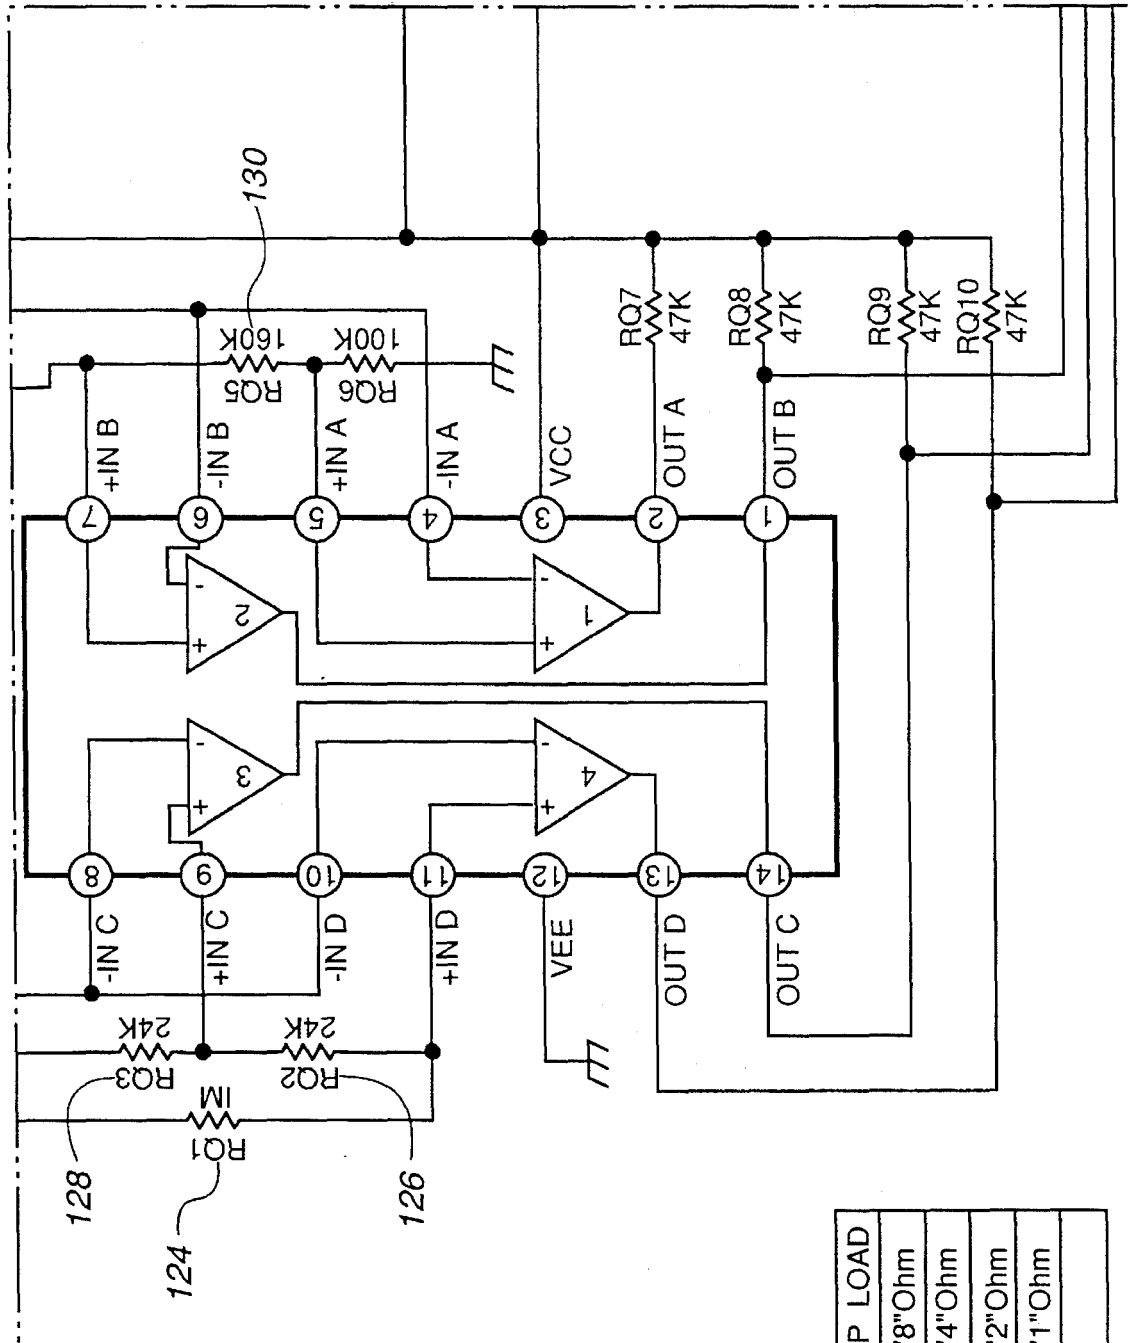 130
160K
RQ5
100K
RQ6
RQ7
47K
RQ8
47K
RQ9
47K
RQ10
47K
+IN B
-IN B
+IN A
-IN A
VCC
OUT A
OUT B
7
6
5
4
3
2
1
-
+
2
-
+
1
-
+
3
-
+
4
8
9
10
11
12
13
14
-IN C
+IN C
-IN D
+IN D
VEE
OUT D
OUT C
24K
RQ3
24K
RQ2
1M
RQ1
128
126
124
P LOAD
"8"Ohm
"4"Ohm
"2"Ohm
"1"Ohm